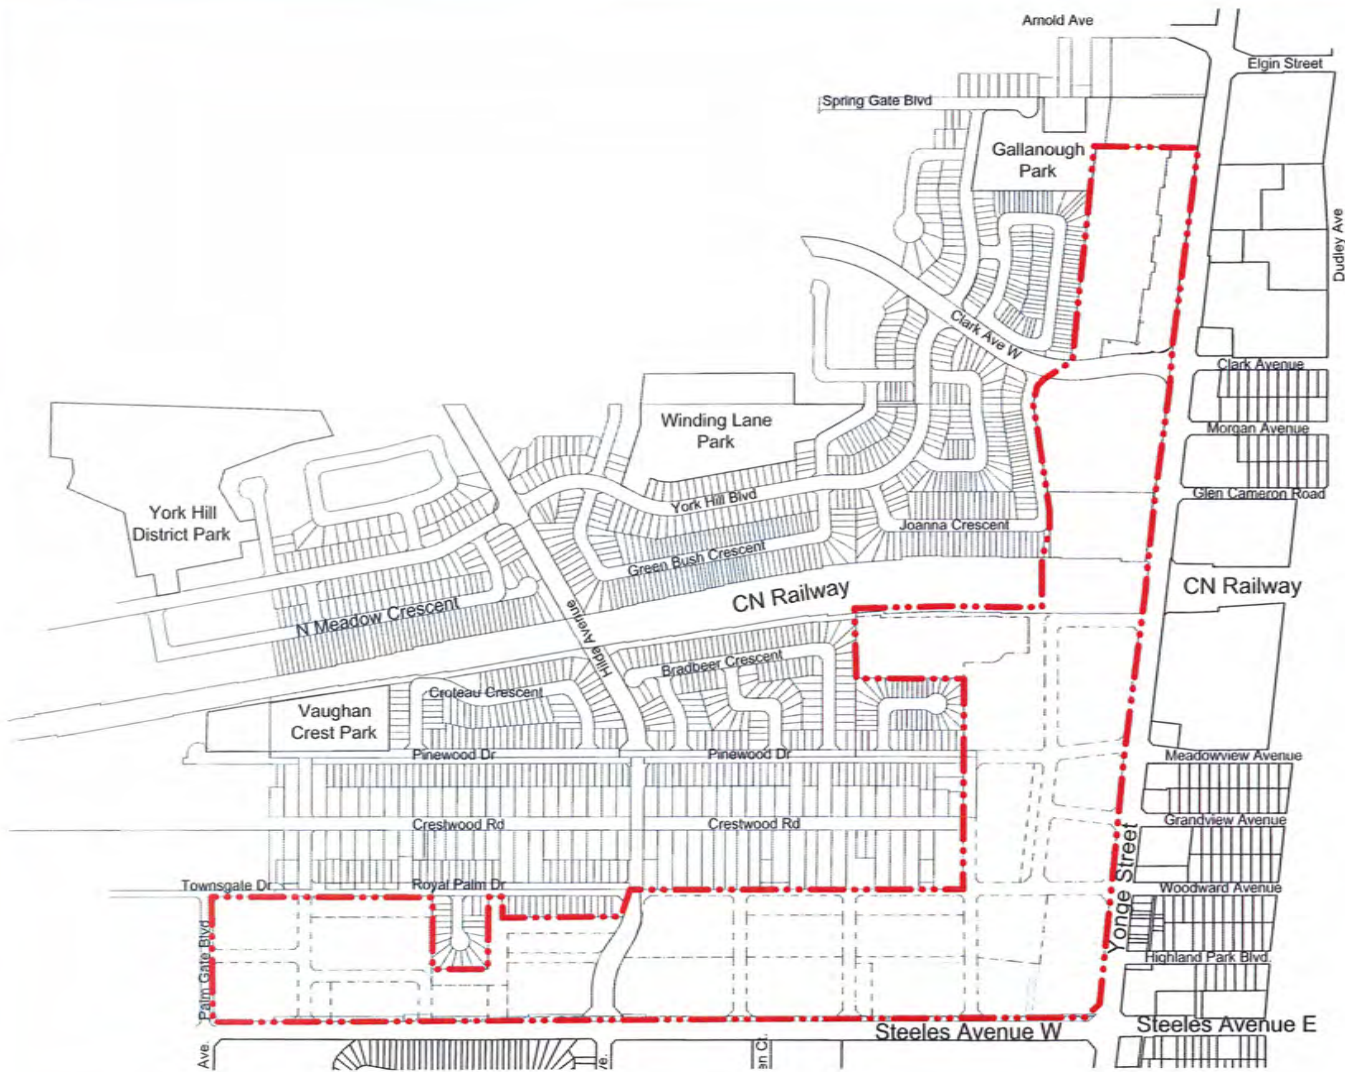 Arnold Ave
Elgin Street
Spring Gate Blvd
Gallanough
Park
Dudley Ave
Clark Ave W
Clark Avenue
Winding Lane
Park
Morgan Avenue
York Hill Blvd
Glen Cameron Road
York Hill
District Park
Joanna Crescent
Green Bush Crescent
CN Railway
CN Railway
N Meadow Crescent
Hilda Avenue
Bradbeer Crescent
Croteau Crescent
Vaughan
Crest Park
Pinewood Dr
Pinewood Dr
Meadowview Avenue
Crestwood Rd
Crestwood Rd
Grandview Avenue
Yonge Street
Townsgate Dr
Royal Palm Dr
Woodward Avenue
Palm Gate Blvd
Highland Park Blvd.
Steeles Avenue W
Steeles Avenue E
Ave.
ve.
en Ct.